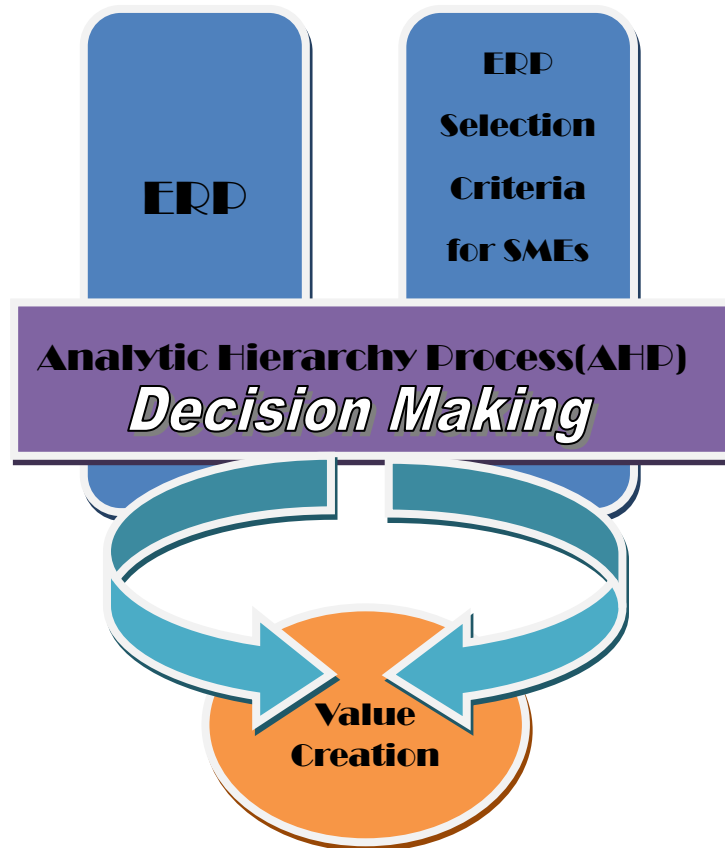 ERP
ERP
Selection
Criteria
for SMEs
Analytic Hierarchy Process(AHP)
Decision Making
Value
Creation